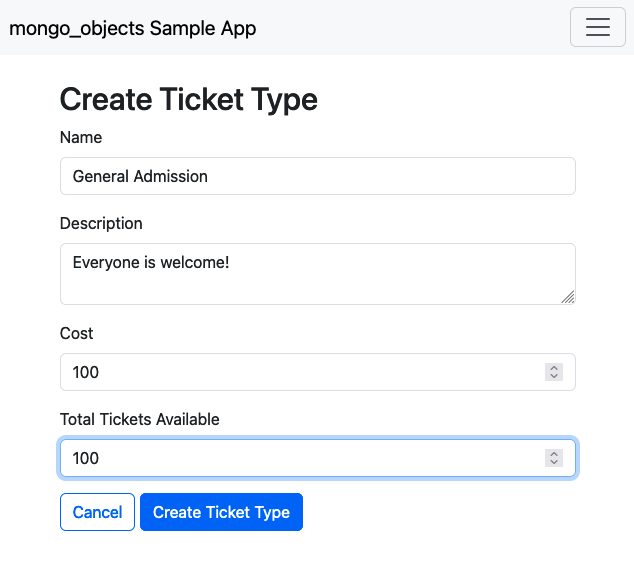 mongo_objects Sample App
Create Ticket Type
Name
General Admission
Description
Everyone is welcome!
Cost
100
Total Tickets Available
100
Cancel Create Ticket Type